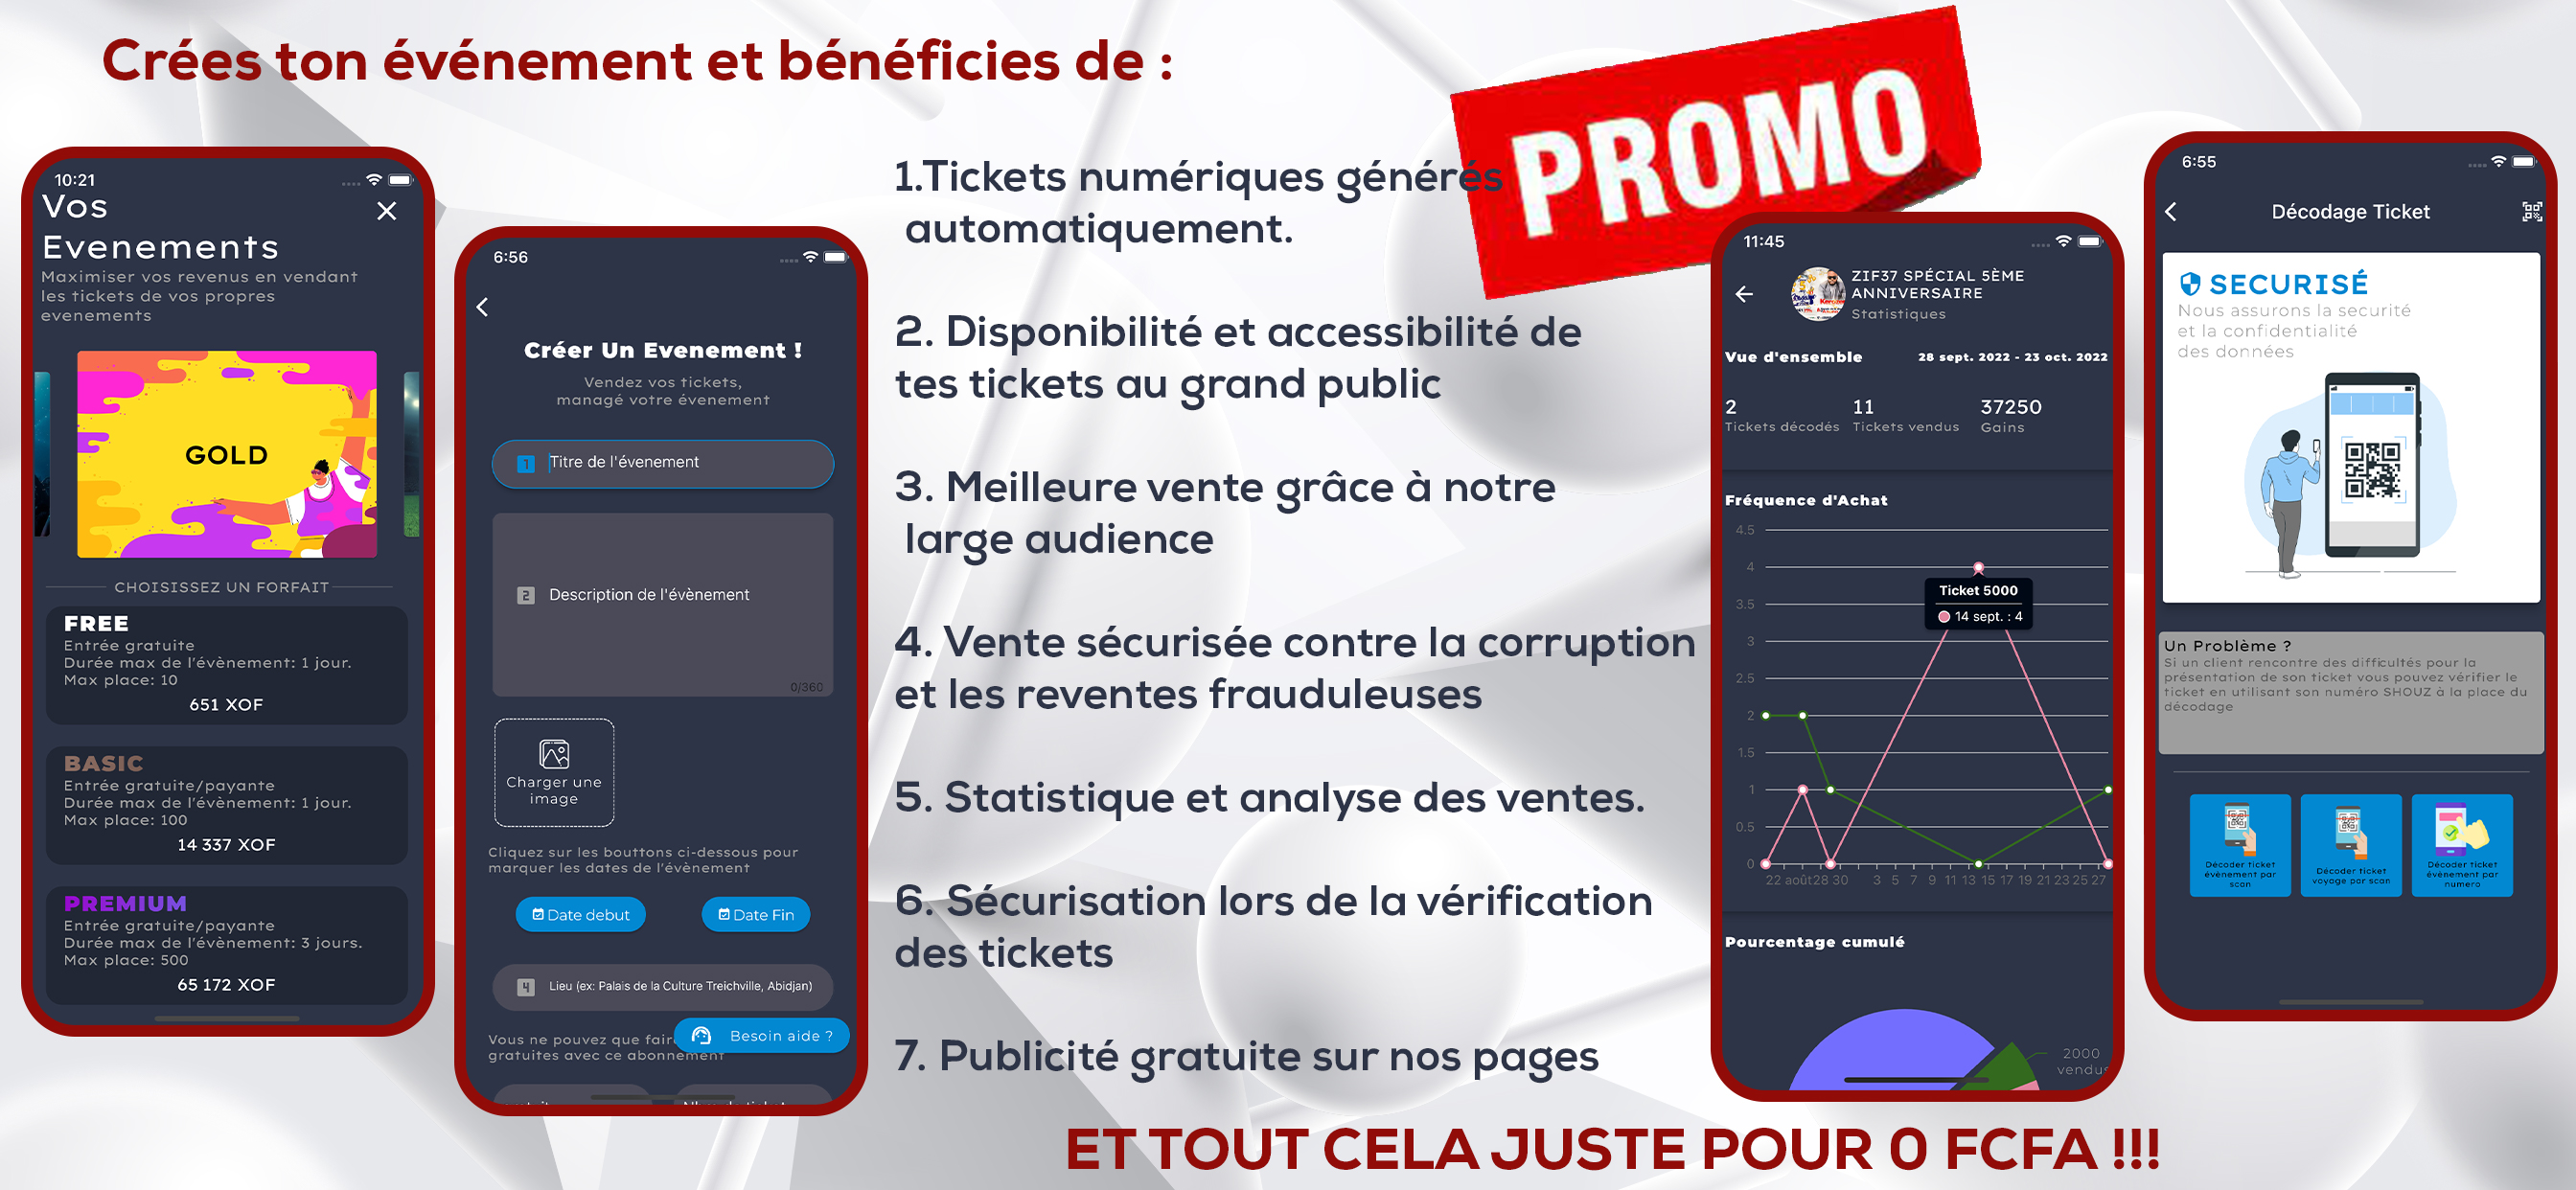 Crées ton événement et bénéficies de :
PROMO
10:21
Vos
Evenements
Maximiser vos revenus en vendant
les tickets de vos propres
evenements
GOLD
CHOISISSEZ UN FORFAIT
FREE
Entrée gratuite
Durée max de l'évènement: 1 jour.
Max place: 10
651 XOF
BASIC
Entrée gratuite/payante
Durée max de l'évènement: 1 jour.
Max place: 100
14 337 XOF
PREMIUM
Entrée gratuite/payante
Durée max de l'évènement: 3 jours.
Max place: 500
65 172 XOF
6:56
Créer Un Evenement !
Vendez vos tickets,
managé votre évenement
1 Titre de l'évenement
2 Description de l'évènement
0/360
Charger une
image
Cliquez sur les bouttons ci-dessous pour
marquer les dates de l'évènement
Date debut
Date Fin
4 Lieu (ex: Palais de la Culture Treichville, Abidjan)
Vous ne pouvez que fair
gratuites avec ce abonnement
Besoin aide ?
1.Tickets numériques générés
automatiquement.
2. Disponibilité et accessibilité de
tes tickets au grand public
3. Meilleure vente grâce à notre
large audience
4. Vente sécurisée contre la corruption
et les reventes frauduleuses
5. Statistique et analyse des ventes.
6. Sécurisation lors de la vérification
des tickets
7. Publicité gratuite sur nos pages
11:45
ZIF37 SPÉCIAL 5ÈME
ANNIVERSAIRE
Statistiques
Vue d'ensemble 28 sept. 2022 - 23 oct. 2022
2 11 37250
Tickets décodés Tickets vendus Gains
Fréquence d'Achat
4.5
4
Ticket 5000
3.5
14 sept. : 4
3
2.5
2
1.5
1
0.5
0
22 août 28 30 3 5 7 9 11 13 15 17 19 21 23 25 27
Pourcentage cumulé
2000
vendus
6:55
Décodage Ticket
SECURISÉ
Nous assurons la securité
et la confidentialité
des données
Un Problème ?
Si un client rencontre des difficultés pour la
présentation de son ticket vous pouvez vérifier le
ticket en utilisant son numéro SHOUZ à la place du
décodage
Décoder ticket
évènement par
scan
Décoder ticket
voyage par scan
Décoder ticket
évènement par
numero
ET TOUT CELA JUSTE POUR 0 FCFA !!!